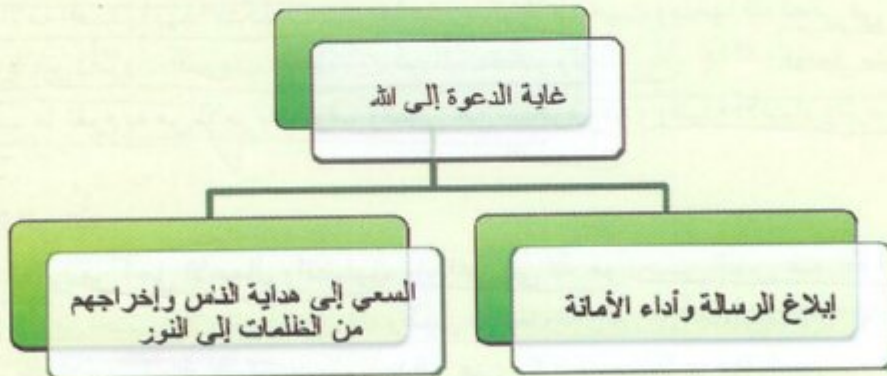 غاية الدعوة إلى الله
إبلاغ الرسالة وأداء الأمانة
السعي إلى هداية الناس وإخراجهم
من الظلمات إلى النور